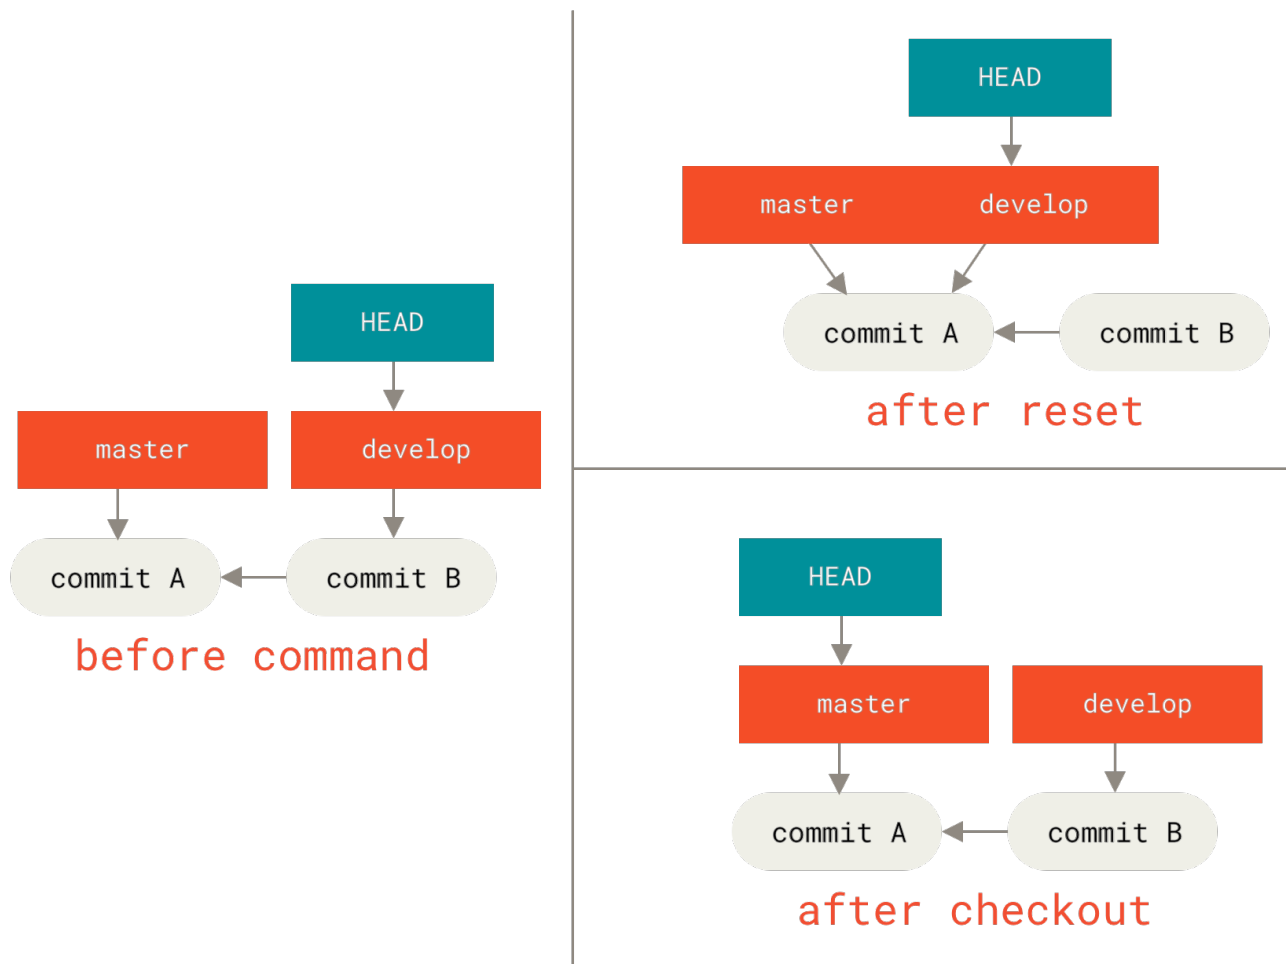 HEAD
master develop
commit A commit B
before command
HEAD
master develop
commit A commit B
after reset
HEAD
master develop
commit A commit B
after checkout